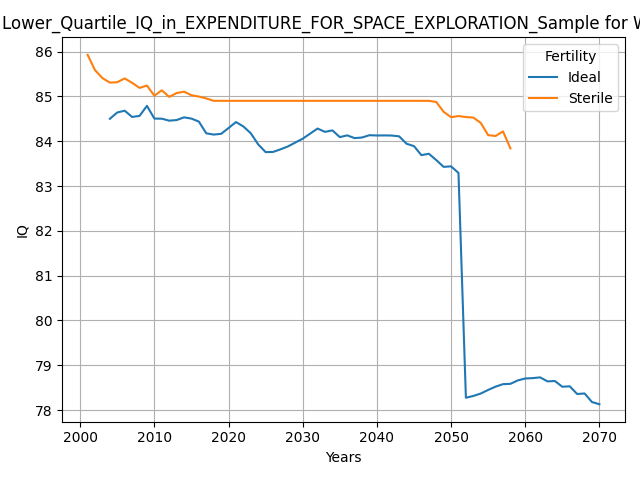 Lower_Quartile_IQ_in_EXPENDITURE_FOR_SPACE_EXPLORATION_Sample for W
Fertility
Ideal
Sterile
86
85
84
83
82
81
80
79
78
IQ
2000 2010 2020 2030 2040 2050 2060 2070
Years